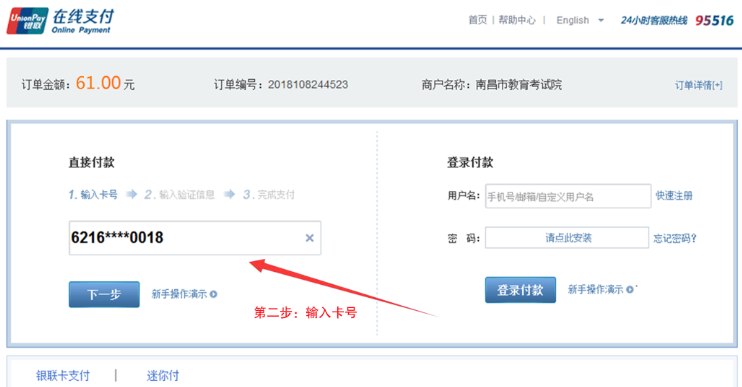 UnionPay 银联 在线支付 Online Payment
首页 | 帮助中心 | English 24小时客服热线 95516
订单金额：61.00元 订单编号：2018108244523 商户名称：南昌市教育考试院 订单详情[+]
直接付款
1. 输入卡号 2. 输入验证信息 3. 完成支付
6216****0018 ×
下一步 新手操作演示
第二步：输入卡号
登录付款
用户名： 手机号/邮箱/自定义用户名 快速注册
密 码： 请点此安装 忘记密码?
登录付款 新手操作演示
银联卡支付 | 迷你付